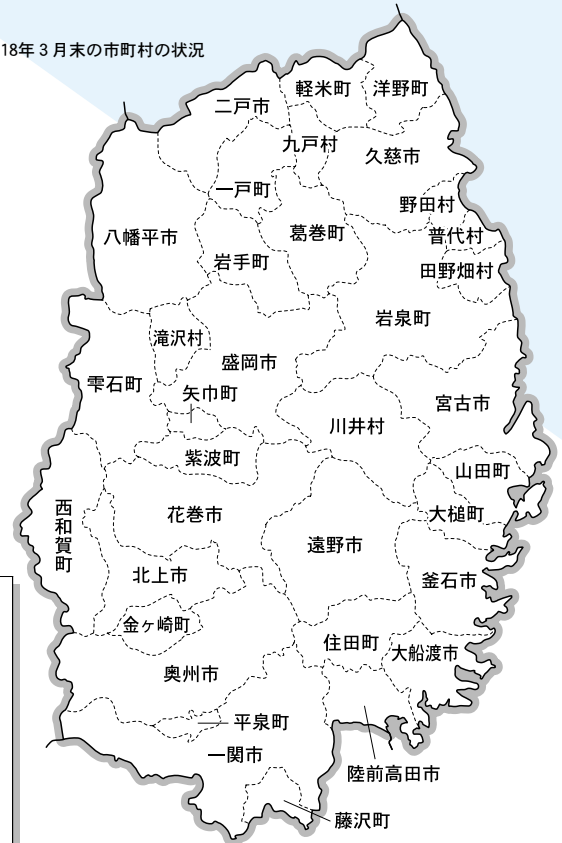 18年３月末の市町村の状況
軽米町
洋野町
二戸市
九戸村
久慈市
一戸町
野田村
葛巻町
普代村
八幡平市
岩手町
田野畑村
岩泉町
滝沢村
盛岡市
雫石町
矢巾町
宮古市
川井村
紫波町
山田町
西和賀町
花巻市
大槌町
遠野市
北上市
釜石市
金ヶ崎町
住田町
大船渡市
奥州市
平泉町
一関市
陸前高田市
藤沢町